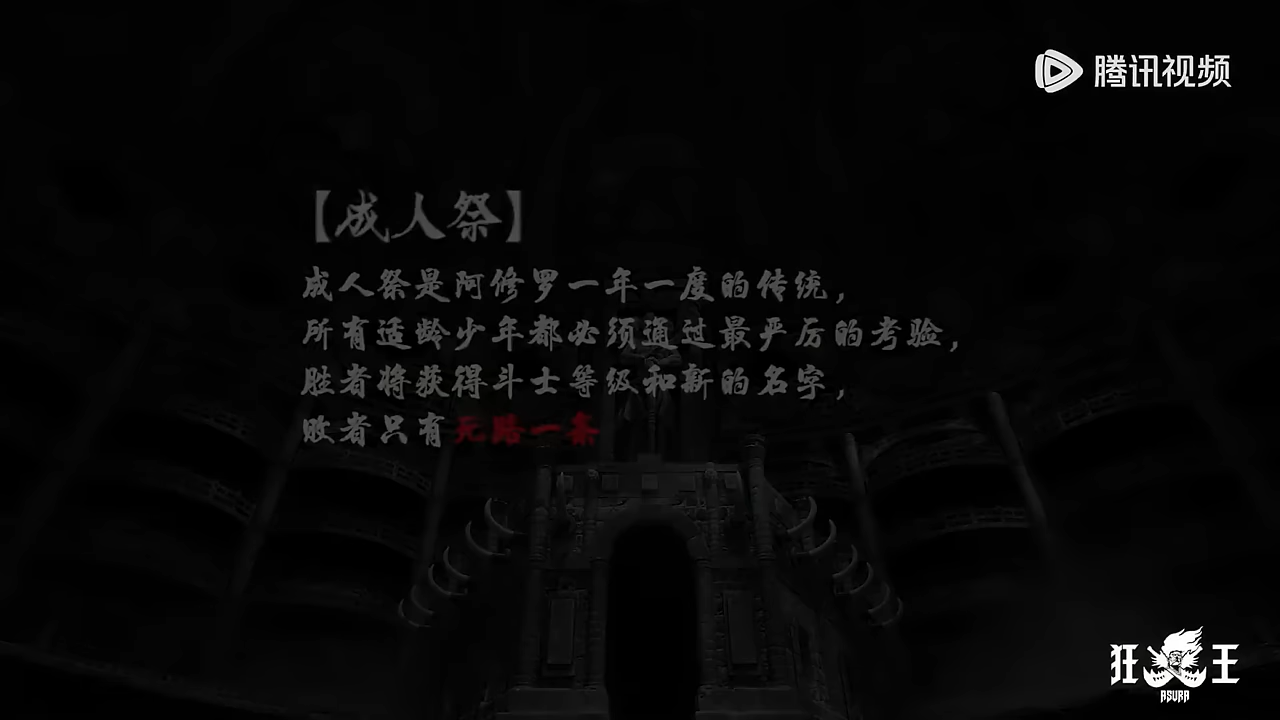 腾讯视频
【成人祭】
成人祭是阿修罗一年一度的传统，
所有适龄少年都必须通过最严厉的考验，
胜者将获得斗士等级和新的名字，
败者只有死路一条
狂王
ASURA